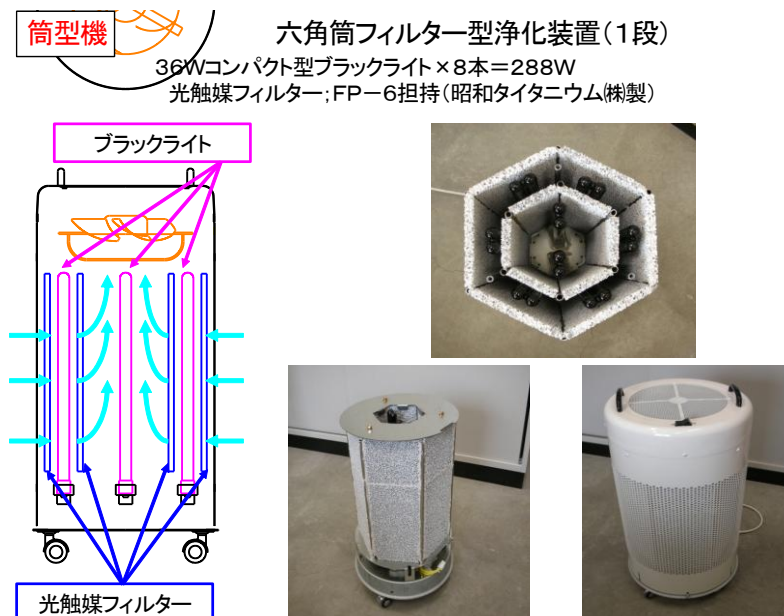 筒型機
六角筒フィルター型浄化装置(1段)
36Wコンパクト型ブラックライト×8本=288W
光触媒フィルター;FP-6担持(昭和タイタニウム㈱製)
ブラックライト
光触媒フィルター